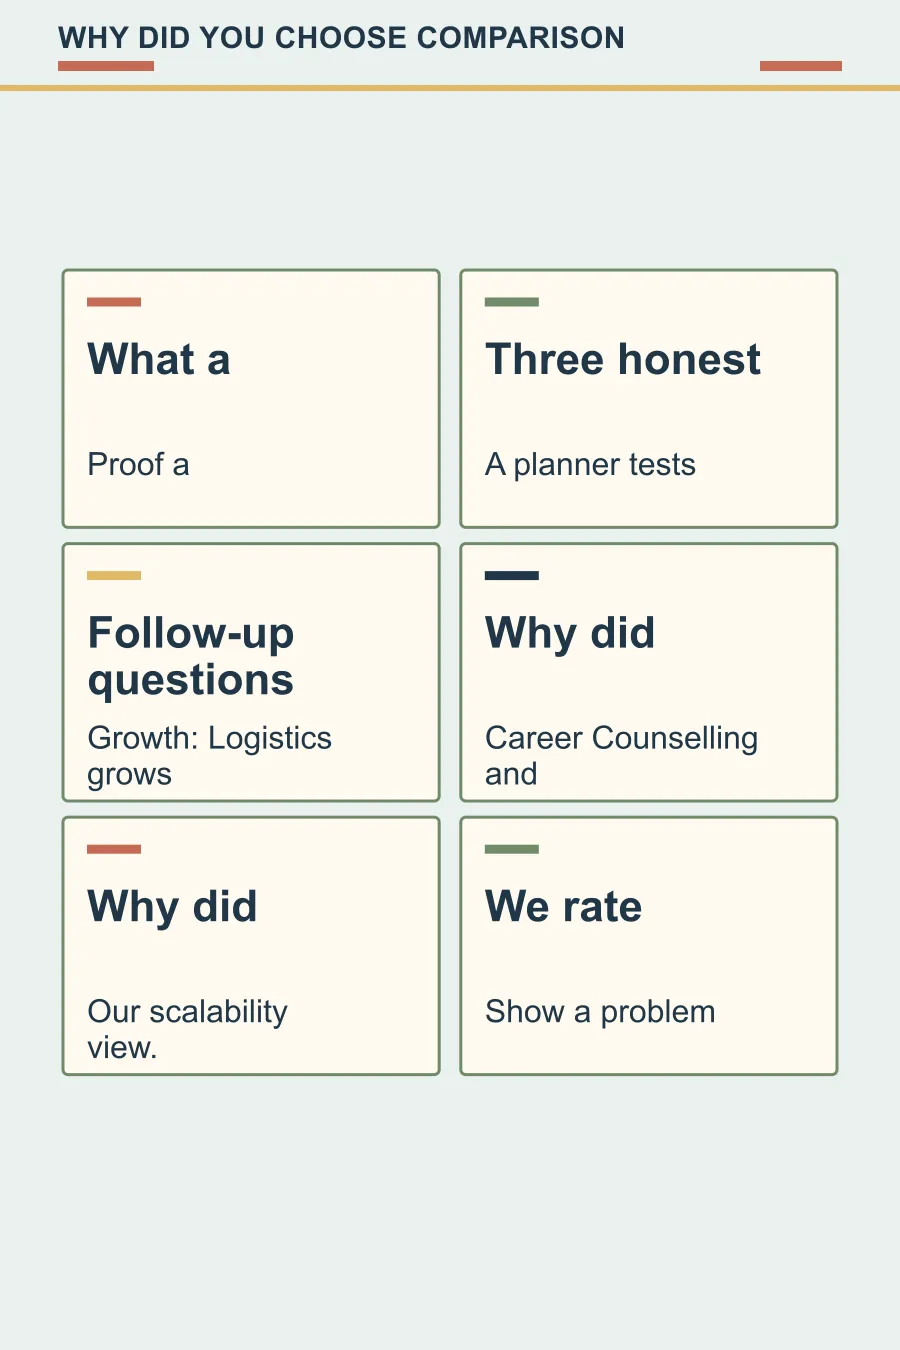 WHY DID YOU CHOOSE COMPARISON
What a
Proof a
Three honest
A planner tests
Follow-up
questions
Growth: Logistics
grows
Why did
Career Counselling
and
Why did
Our scalability
view.
We rate
Show a problem